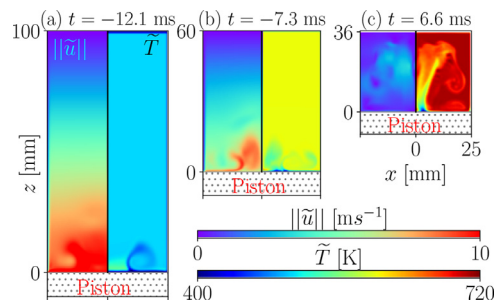 (a) t = −12.1 ms
(b) t = −7.3 ms
(c) t = 6.6 ms
||ũ||
T̃
100
z [mm]
0
Piston
60
0
Piston
36
0
Piston
0
25
x [mm]
||ũ|| [ms⁻¹]
0
10
T̃ [K]
400
720